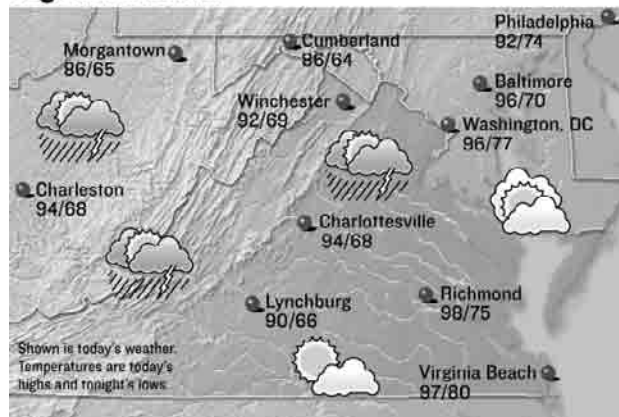 Philadelphia
92/74
Morgantown
86/65
Cumberland
86/64
Baltimore
96/70
Winchester
92/69
Washington, DC
96/77
Charleston
94/68
Charlottesville
94/68
Lynchburg
90/66
Richmond
98/75
Shown is today's weather.
Temperatures are today's
highs and tonight's lows.
Virginia Beach
97/80